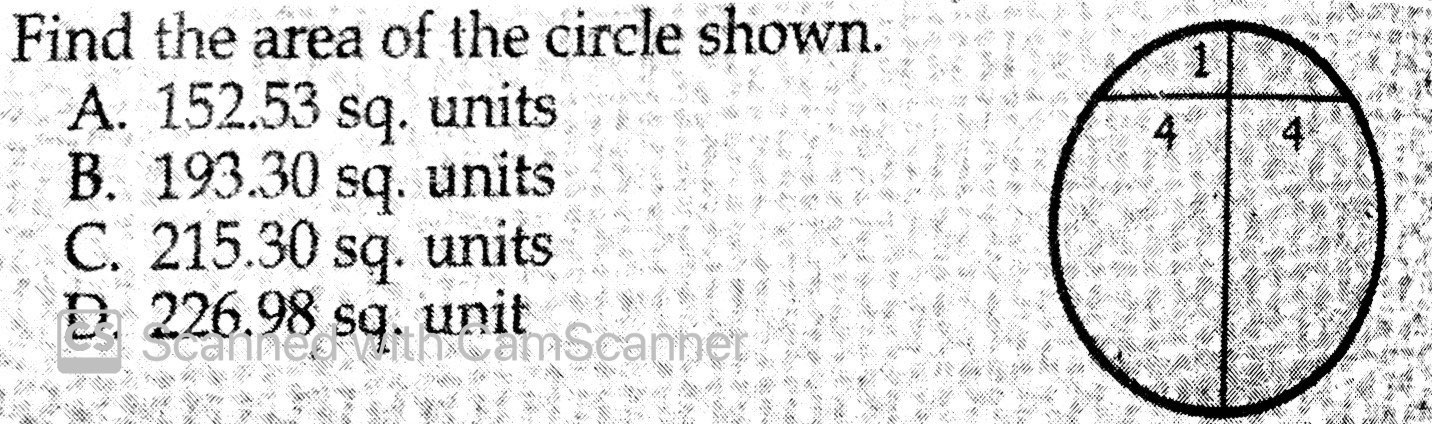 Find the area of the circle shown.
A. 152.53 sq. units
B. 193.30 sq. units
C. 215.30 sq. units
D. 226.98 sq. unit
CS Scanned with CamScanner
1
4 4